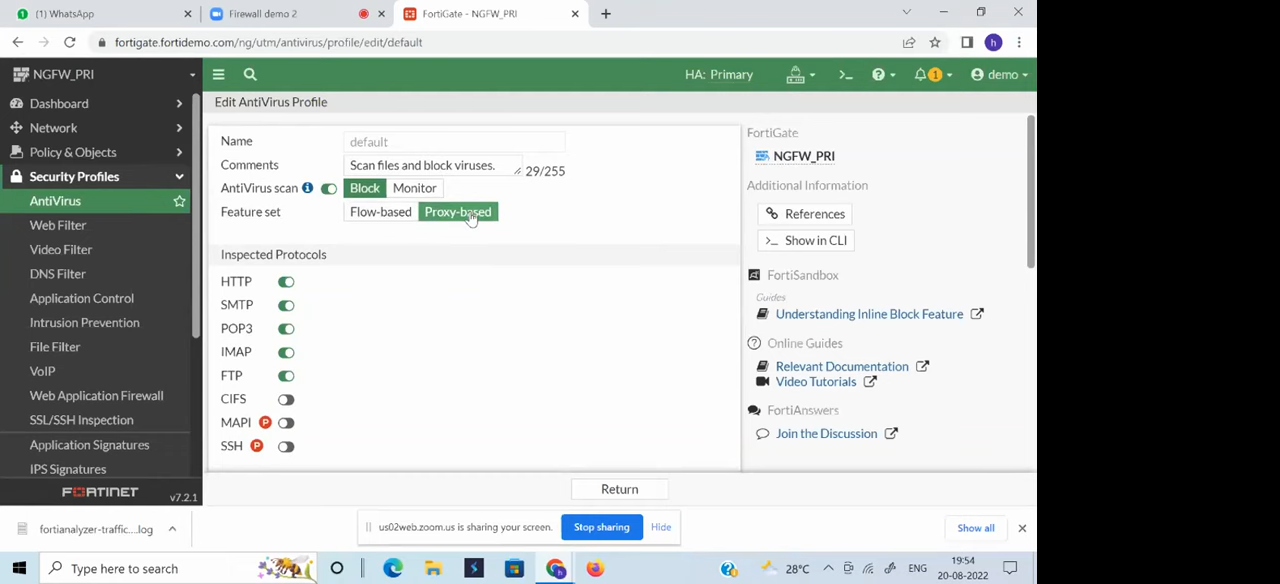 (1) WhatsApp
Firewall demo 2
FortiGate - NGFW_PRI
fortigate.fortidemo.com/ng/utm/antivirus/profile/edit/default
h
NGFW_PRI
HA: Primary
1
demo
Dashboard
Network
Policy & Objects
Security Profiles
AntiVirus
Web Filter
Video Filter
DNS Filter
Application Control
Intrusion Prevention
File Filter
VoIP
Web Application Firewall
SSL/SSH Inspection
Application Signatures
IPS Signatures
FORTINET v7.2.1
Edit AntiVirus Profile
Name default
Comments Scan files and block viruses. 29/255
AntiVirus scan Block Monitor
Feature set Flow-based Proxy-based
Inspected Protocols
HTTP
SMTP
POP3
IMAP
FTP
CIFS
MAPI P
SSH P
Return
FortiGate
NGFW_PRI
Additional Information
References
>_ Show in CLI
FortiSandbox
Guides
Understanding Inline Block Feature
Online Guides
Relevant Documentation
Video Tutorials
FortiAnswers
Join the Discussion
fortianalyzer-traffic....log
us02web.zoom.us is sharing your screen. Stop sharing Hide
Show all
Type here to search
28°C
ENG
19:54
20-08-2022